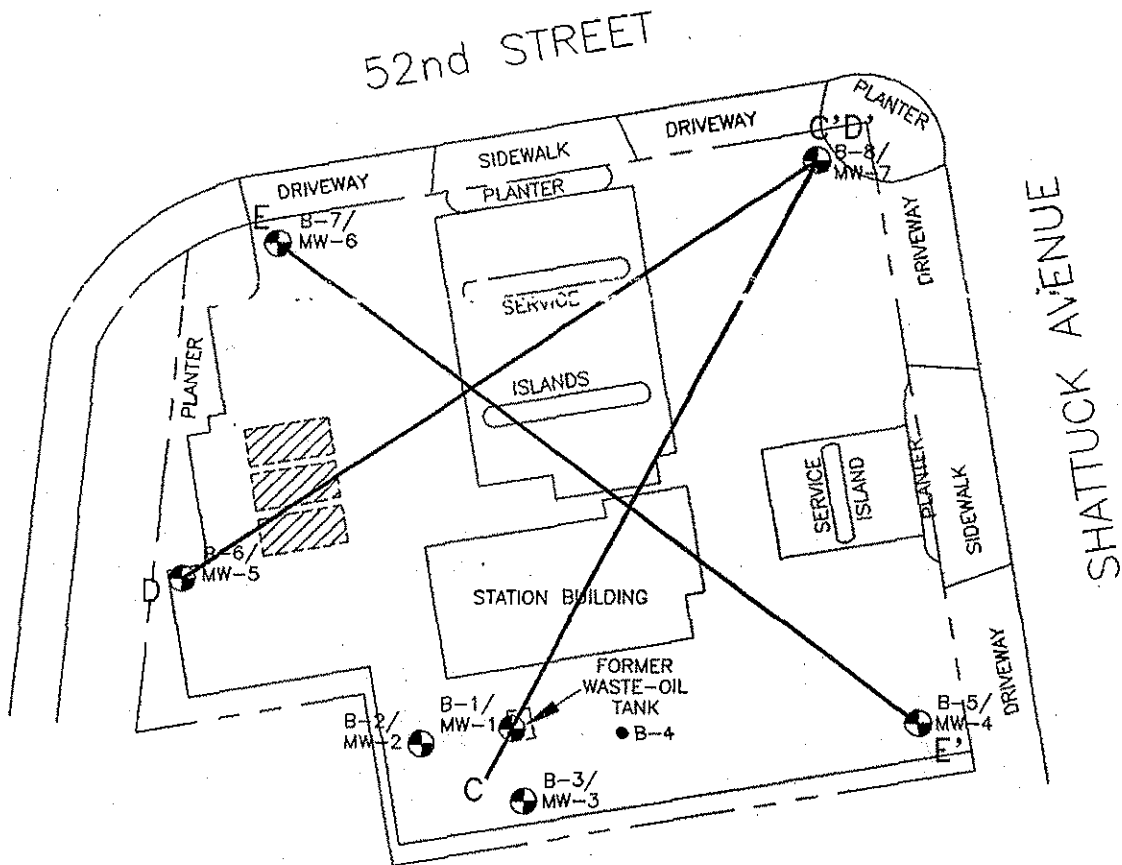 52nd STREET
PLANTER
C'D'
DRIVEWAY
B-8/
MW-7
SIDEWALK
PLANTER
DRIVEWAY
E
B-7/
MW-6
DRIVEWAY
SHATTUCK AVENUE
SERVICE
ISLANDS
PLANTER
SERVICE
ISLAND
PLANTER
SIDEWALK
B-6/
MW-5
D
STATION BUILDING
FORMER
WASTE-OIL
TANK
DRIVEWAY
B-1/
MW-1
B-2/
MW-2
B-4
B-5/
MW-4
E'
C
B-3/
MW-3